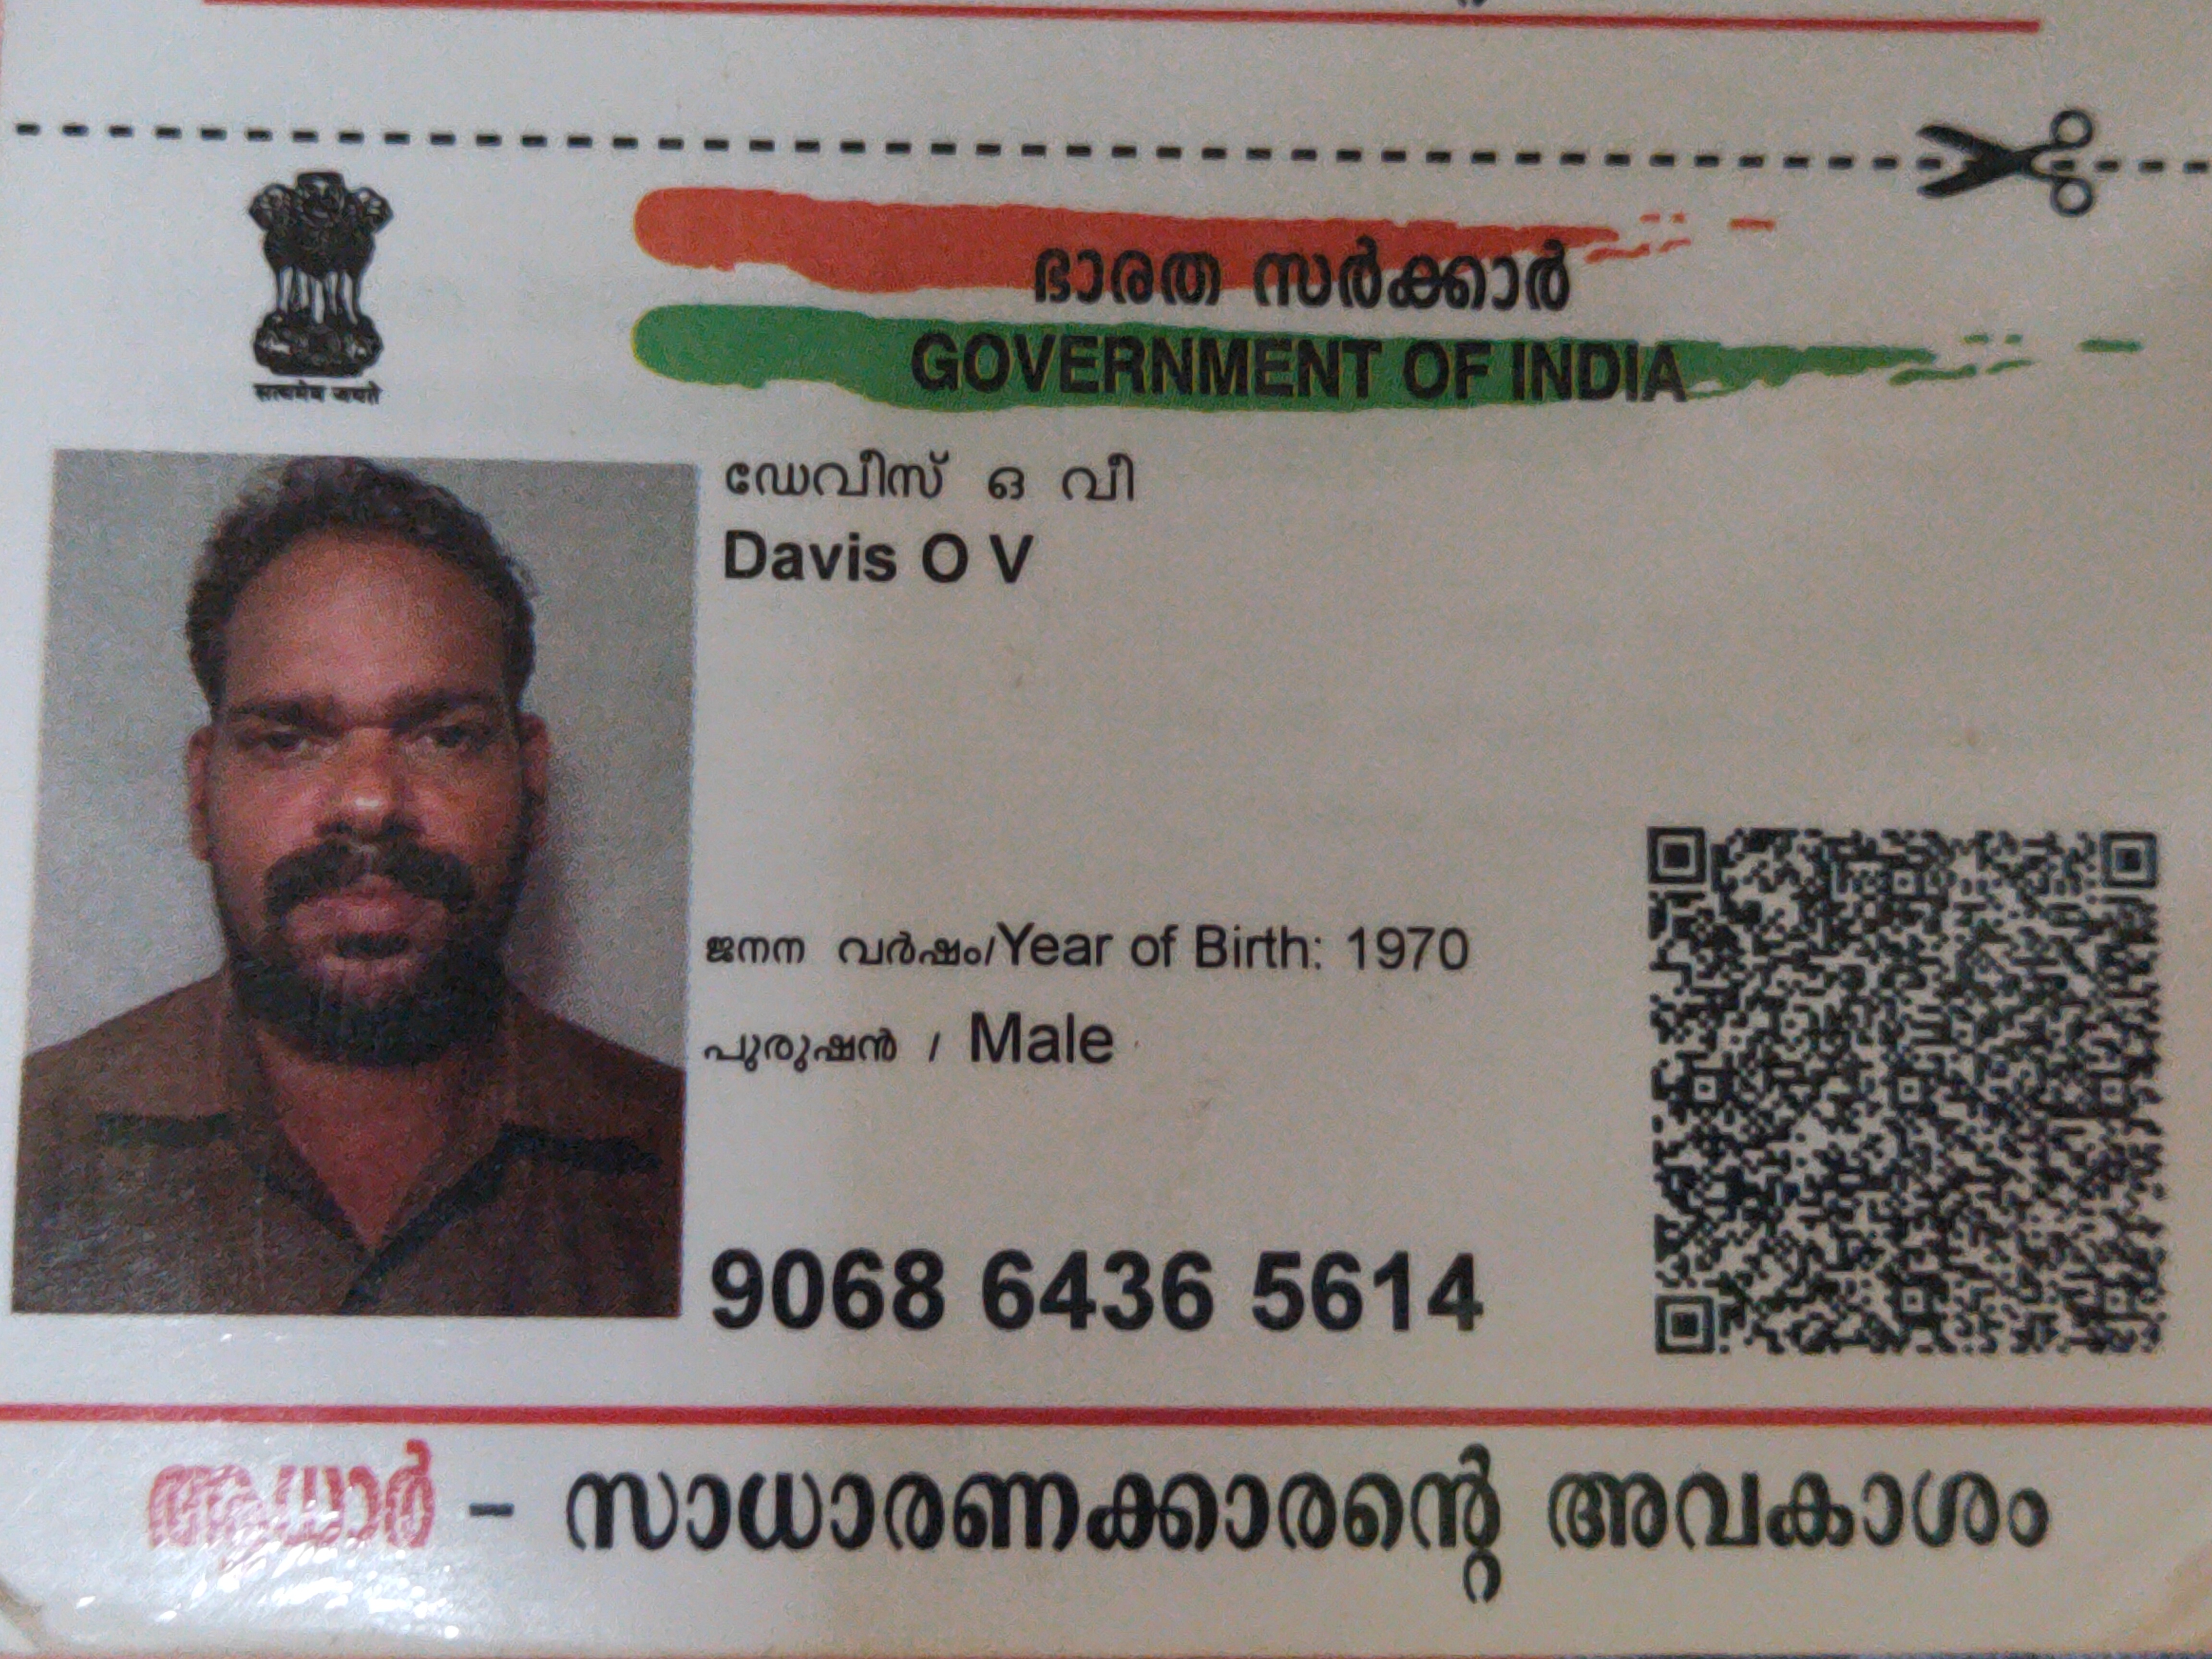 सत्यमेव जयते
ഭാരത സർക്കാർ
GOVERNMENT OF INDIA
ഡേവീസ് ഒ വീ
Davis O V
ജനന വർഷം/Year of Birth: 1970
പുരുഷൻ / Male
9068 6436 5614
ആധാർ - സാധാരണക്കാരന്റെ അവകാശം